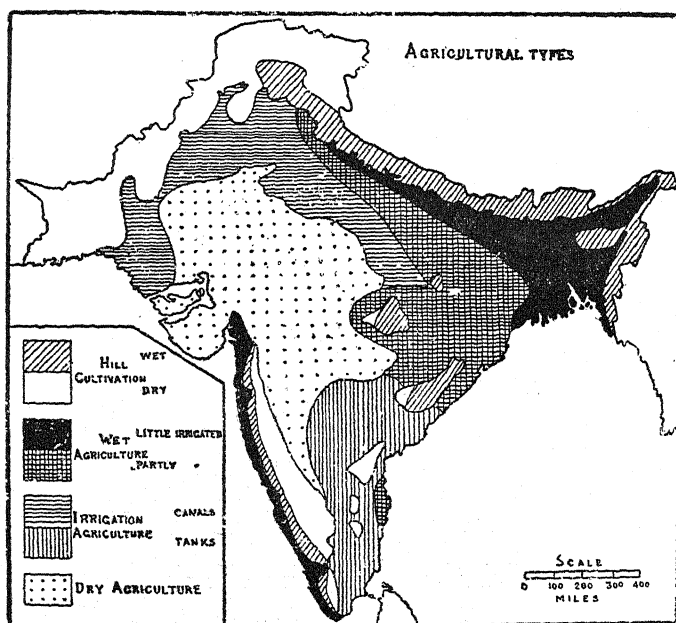 AGRICULTURAL TYPES
HILL WET
CULTIVATION DRY
WET LITTLE IRRIGATED
AGRICULTURE PARTLY
IRRIGATION CANALS
AGRICULTURE TANKS
DRY AGRICULTURE
SCALE
0 100 200 300 400
MILES